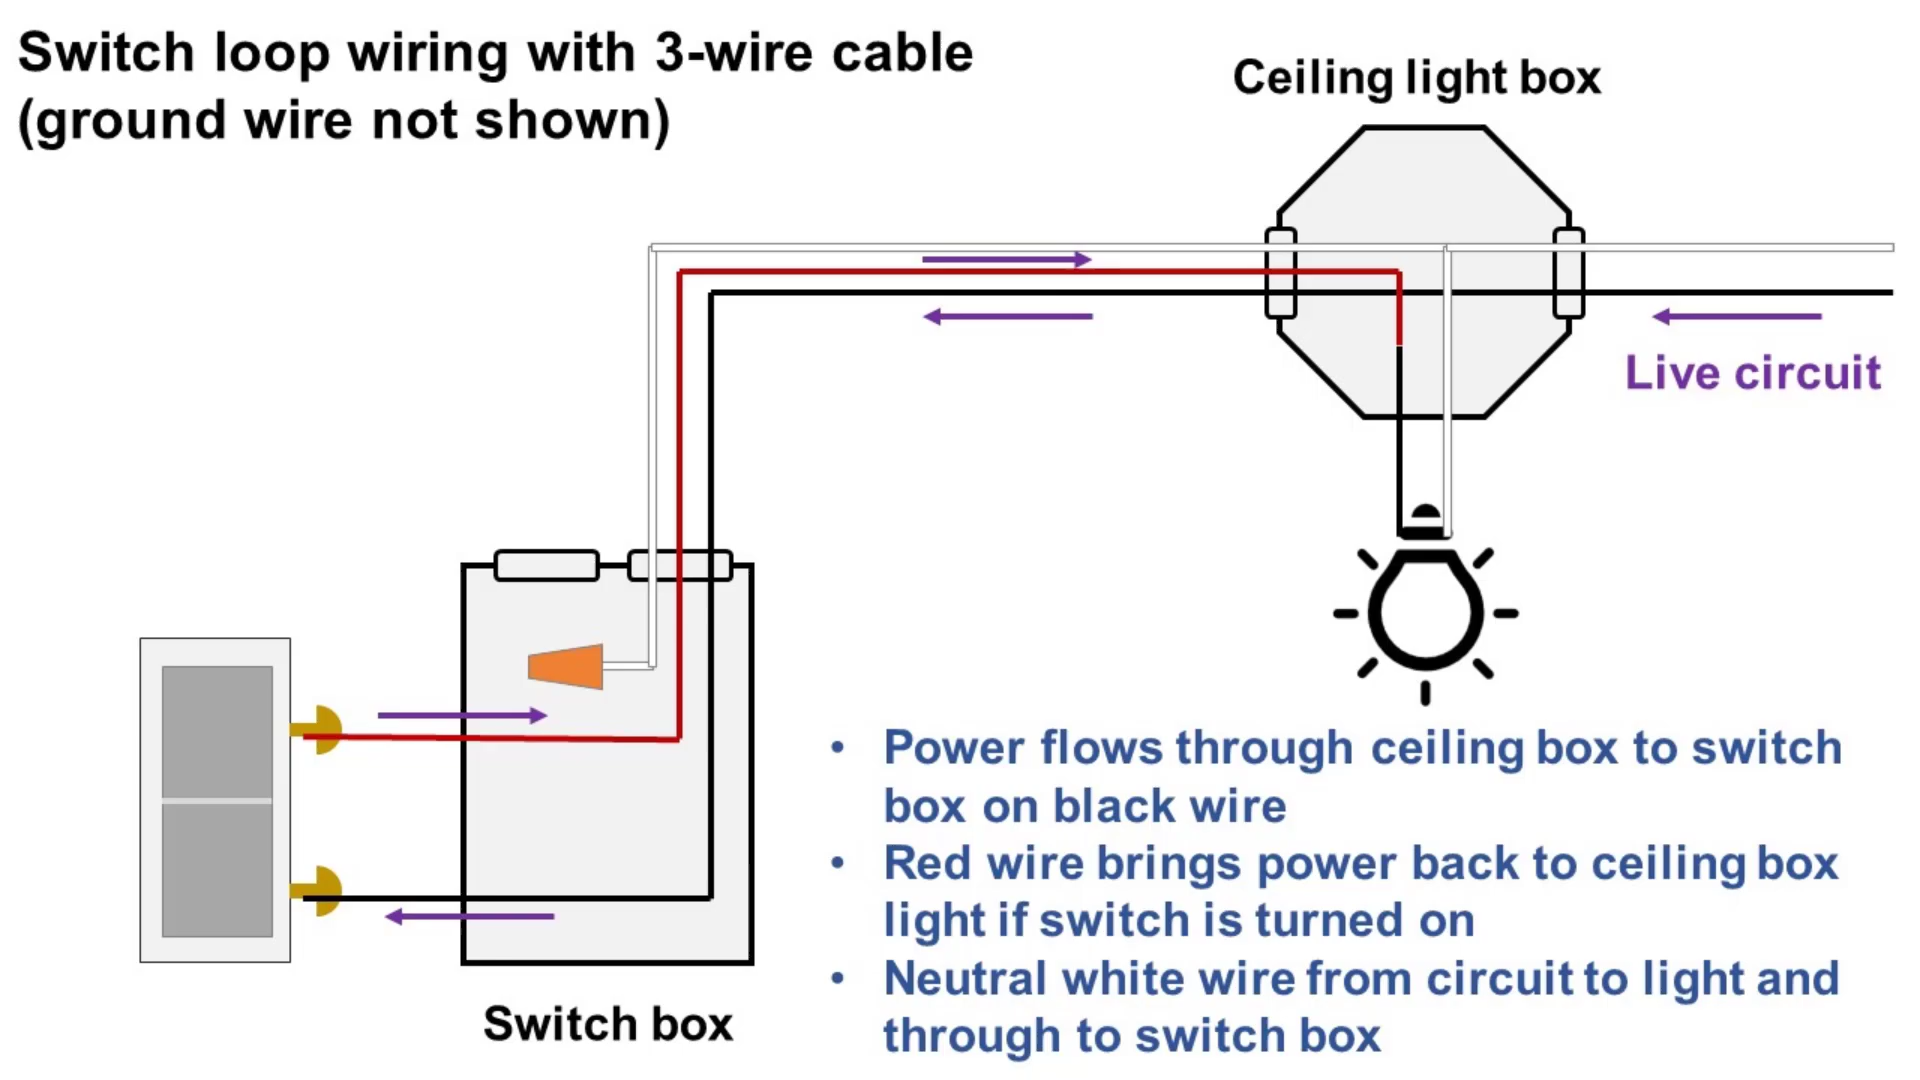 Switch loop wiring with 3-wire cable
(ground wire not shown)
Ceiling light box
Live circuit
• Power flows through ceiling box to switch
box on black wire
• Red wire brings power back to ceiling box
light if switch is turned on
• Neutral white wire from circuit to light and
through to switch box
Switch box